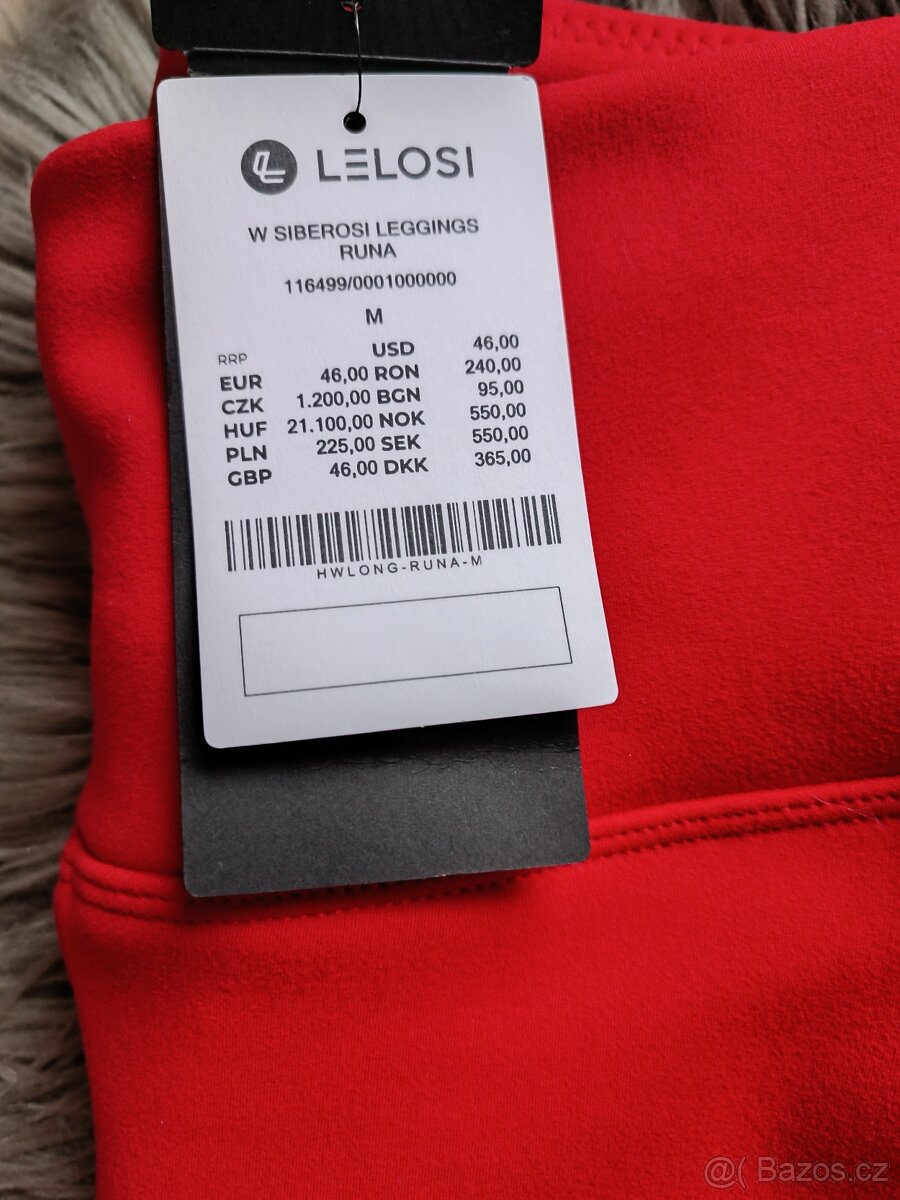 LELOSI
W SIBEROSI LEGGINGS
RUNA
116499/0001000000
M
RRP USD 46,00
EUR 46,00 RON 240,00
CZK 1.200,00 BGN 95,00
HUF 21.100,00 NOK 550,00
PLN 225,00 SEK 550,00
GBP 46,00 DKK 365,00
HWLONG-RUNA-M
@( Bazos.cz